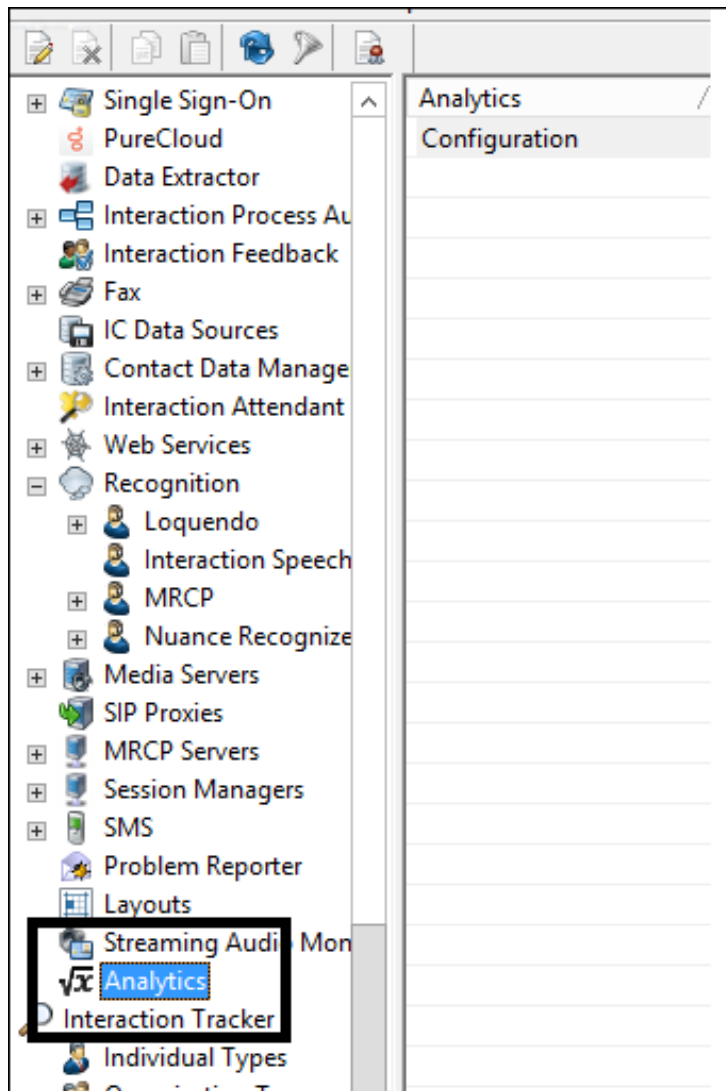 Single Sign-On
PureCloud
Data Extractor
Interaction Process Au
Interaction Feedback
Fax
IC Data Sources
Contact Data Manage
Interaction Attendant
Web Services
Recognition
Loquendo
Interaction Speech
MRCP
Nuance Recognize
Media Servers
SIP Proxies
MRCP Servers
Session Managers
SMS
Problem Reporter
Layouts
Streaming Audio Mon
√x Analytics
Interaction Tracker
Individual Types
Analytics
Configuration